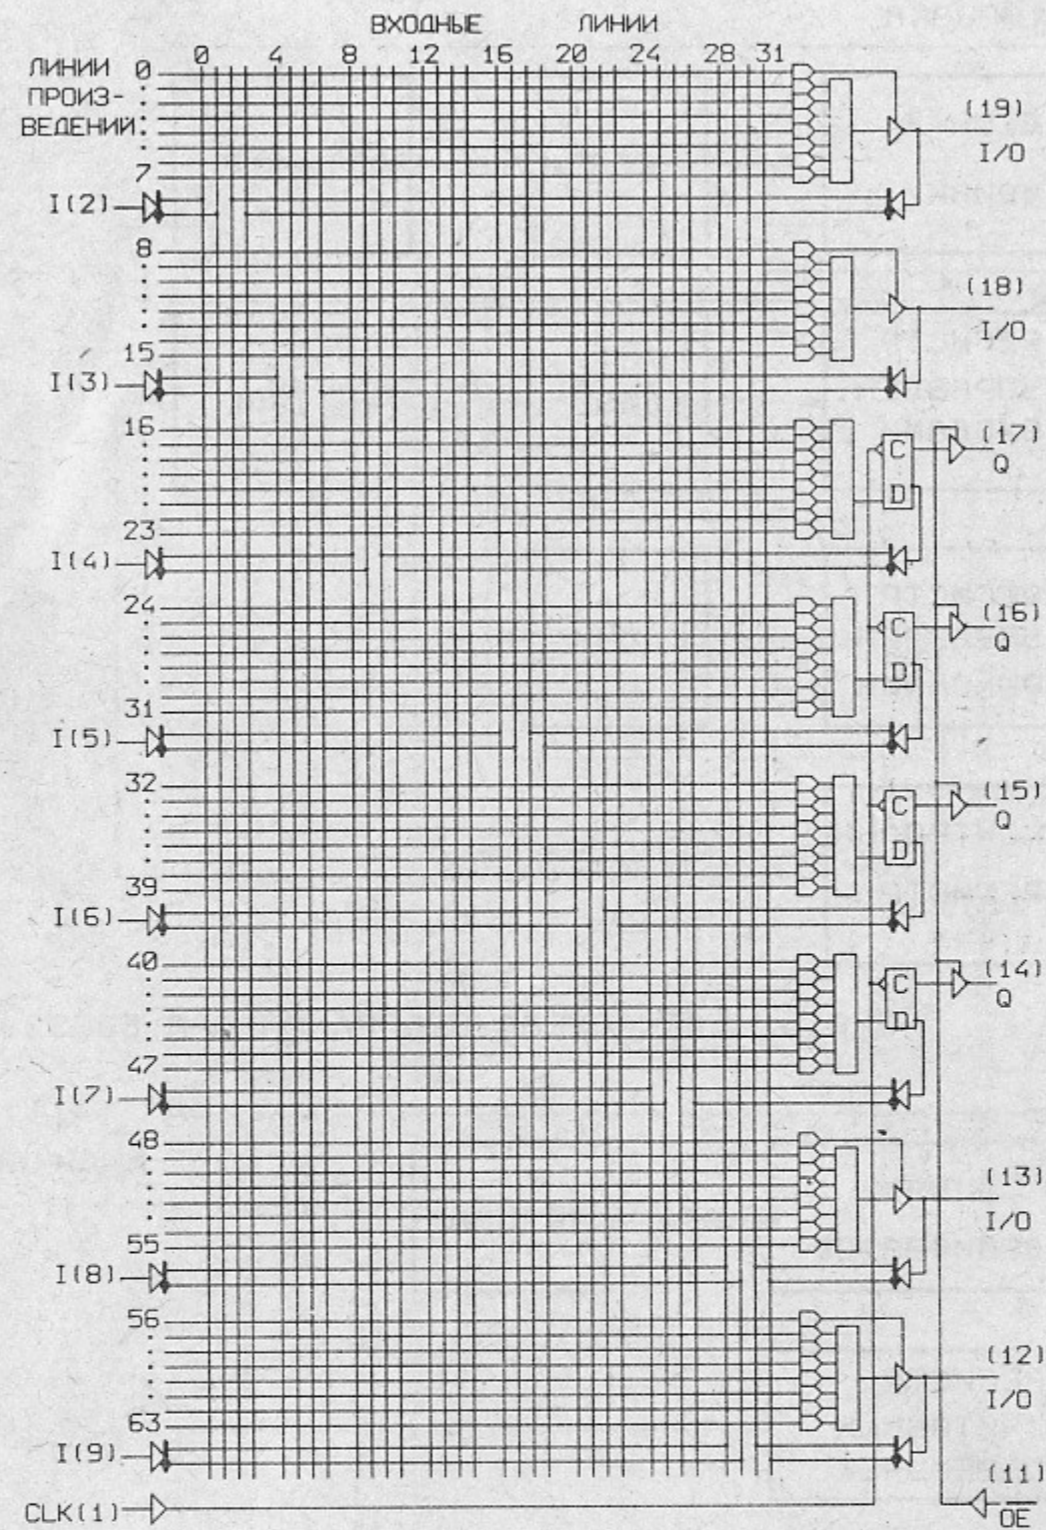 ВХОДНЫЕ ЛИНИИ
0 4 8 12 16 20 24 28 31
ЛИНИИ 0
ПРОИЗ-
ВЕДЕНИЙ
7
(19)
I/O
I(2)
8
15
(18)
I/O
I(3)
16
23
C
D
(17)
Q
I(4)
24
31
C
D
(16)
Q
I(5)
32
39
C
D
(15)
Q
I(6)
40
47
C
D
(14)
Q
I(7)
48
55
(13)
I/O
I(8)
56
63
(12)
I/O
I(9)
CLK(1)
(11)
OE